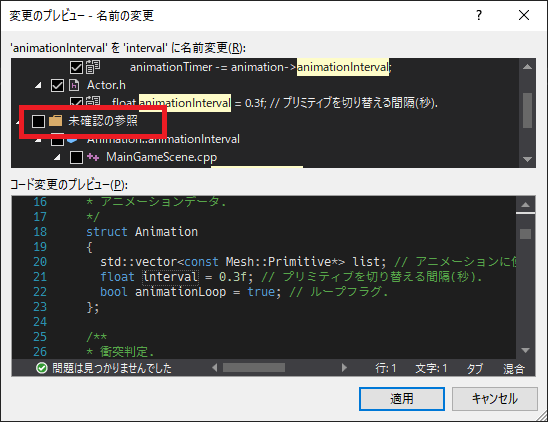 変更のプレビュー - 名前の変更
'animationInterval' を 'interval' に名前変更(R):
animationTimer -= animation->animationInterval;
Actor.h
float animationInterval = 0.3f; // プリミティブを切り替える間隔(秒).
未確認の参照
Animation::animationInterval
MainGameScene.cpp
コード変更のプレビュー(P):
16 * アニメーションデータ.
17 */
18 struct Animation
19 {
20 std::vector<const Mesh::Primitive*> list; // アニメーションに
21 float interval = 0.3f; // プリミティブを切り替える間隔(秒).
22 bool animationLoop = true; // ループフラグ.
23 };
24
25 /**
26 * 衝突判定.
問題は見つかりませんでした 行: 1 文字: 1 タブ 混合
適用 キャンセル